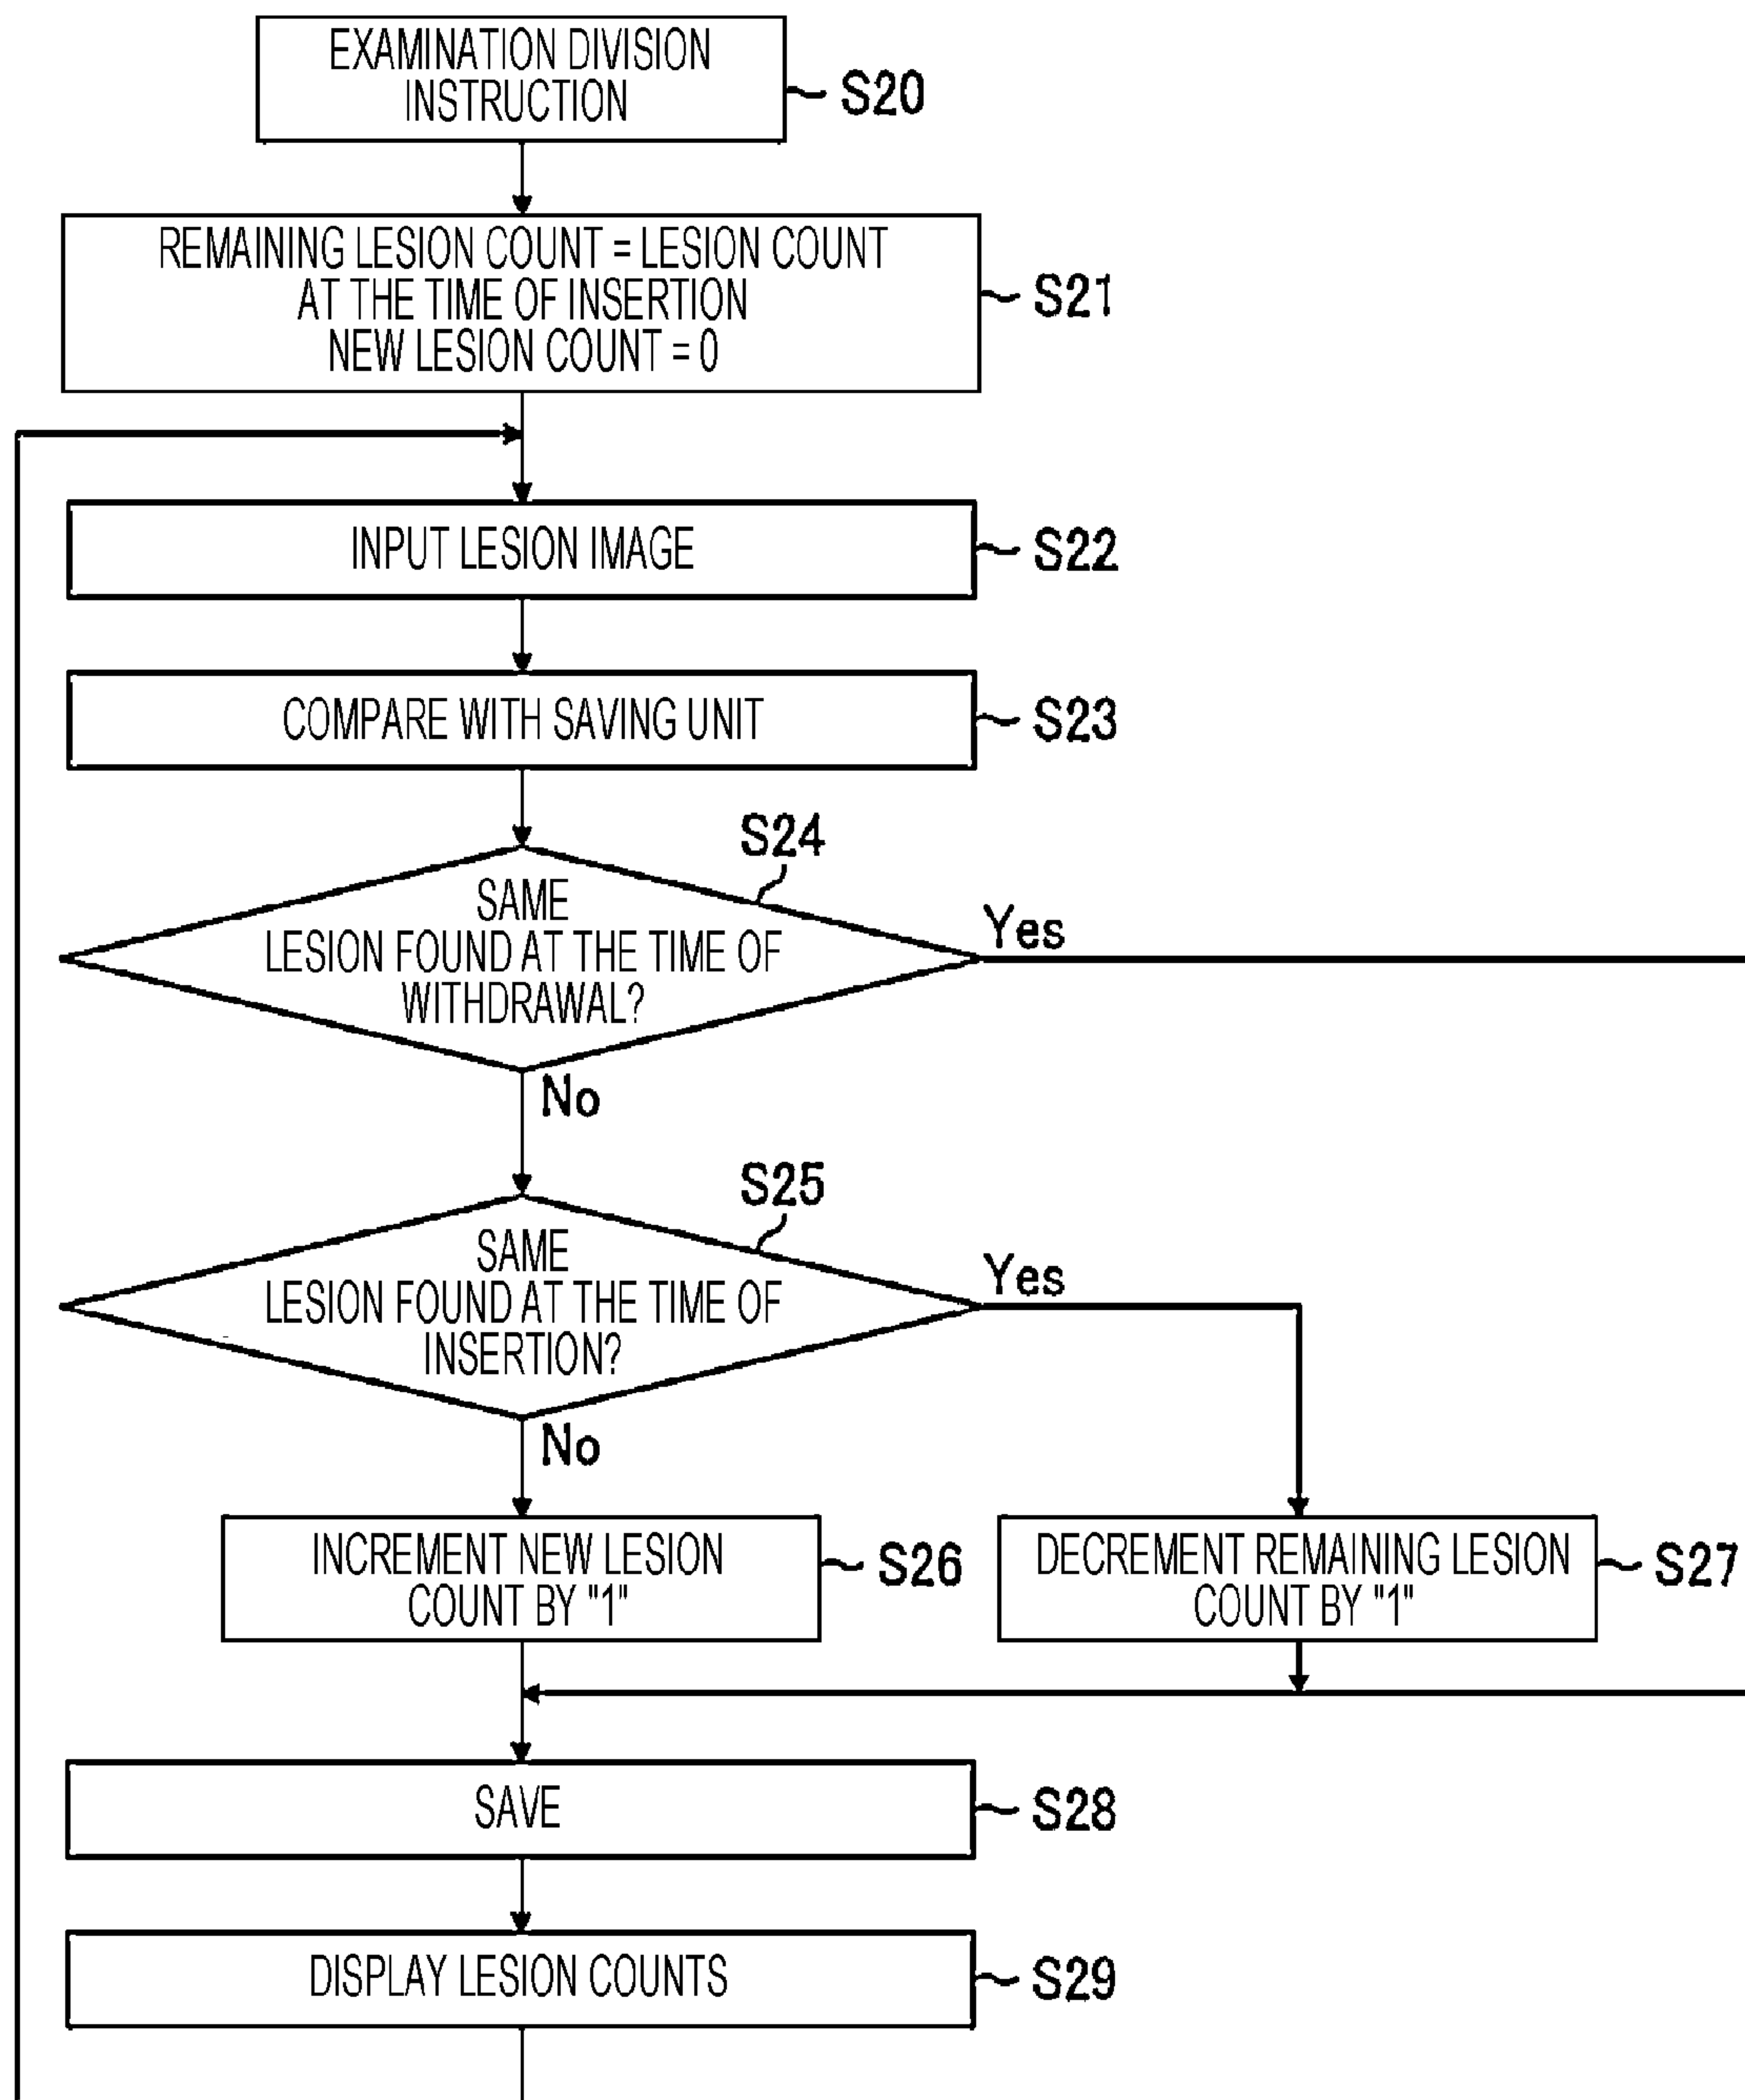 EXAMINATION DIVISION
INSTRUCTION
S20
REMAINING LESION COUNT = LESION COUNT
AT THE TIME OF INSERTION
NEW LESION COUNT = 0
S21
INPUT LESION IMAGE
S22
COMPARE WITH SAVING UNIT
S23
S24
SAME
LESION FOUND AT THE TIME OF
WITHDRAWAL?
Yes
No
S25
SAME
LESION FOUND AT THE TIME OF
INSERTION?
Yes
No
INCREMENT NEW LESION
COUNT BY "1"
S26
DECREMENT REMAINING LESION
COUNT BY "1"
S27
SAVE
S28
DISPLAY LESION COUNTS
S29